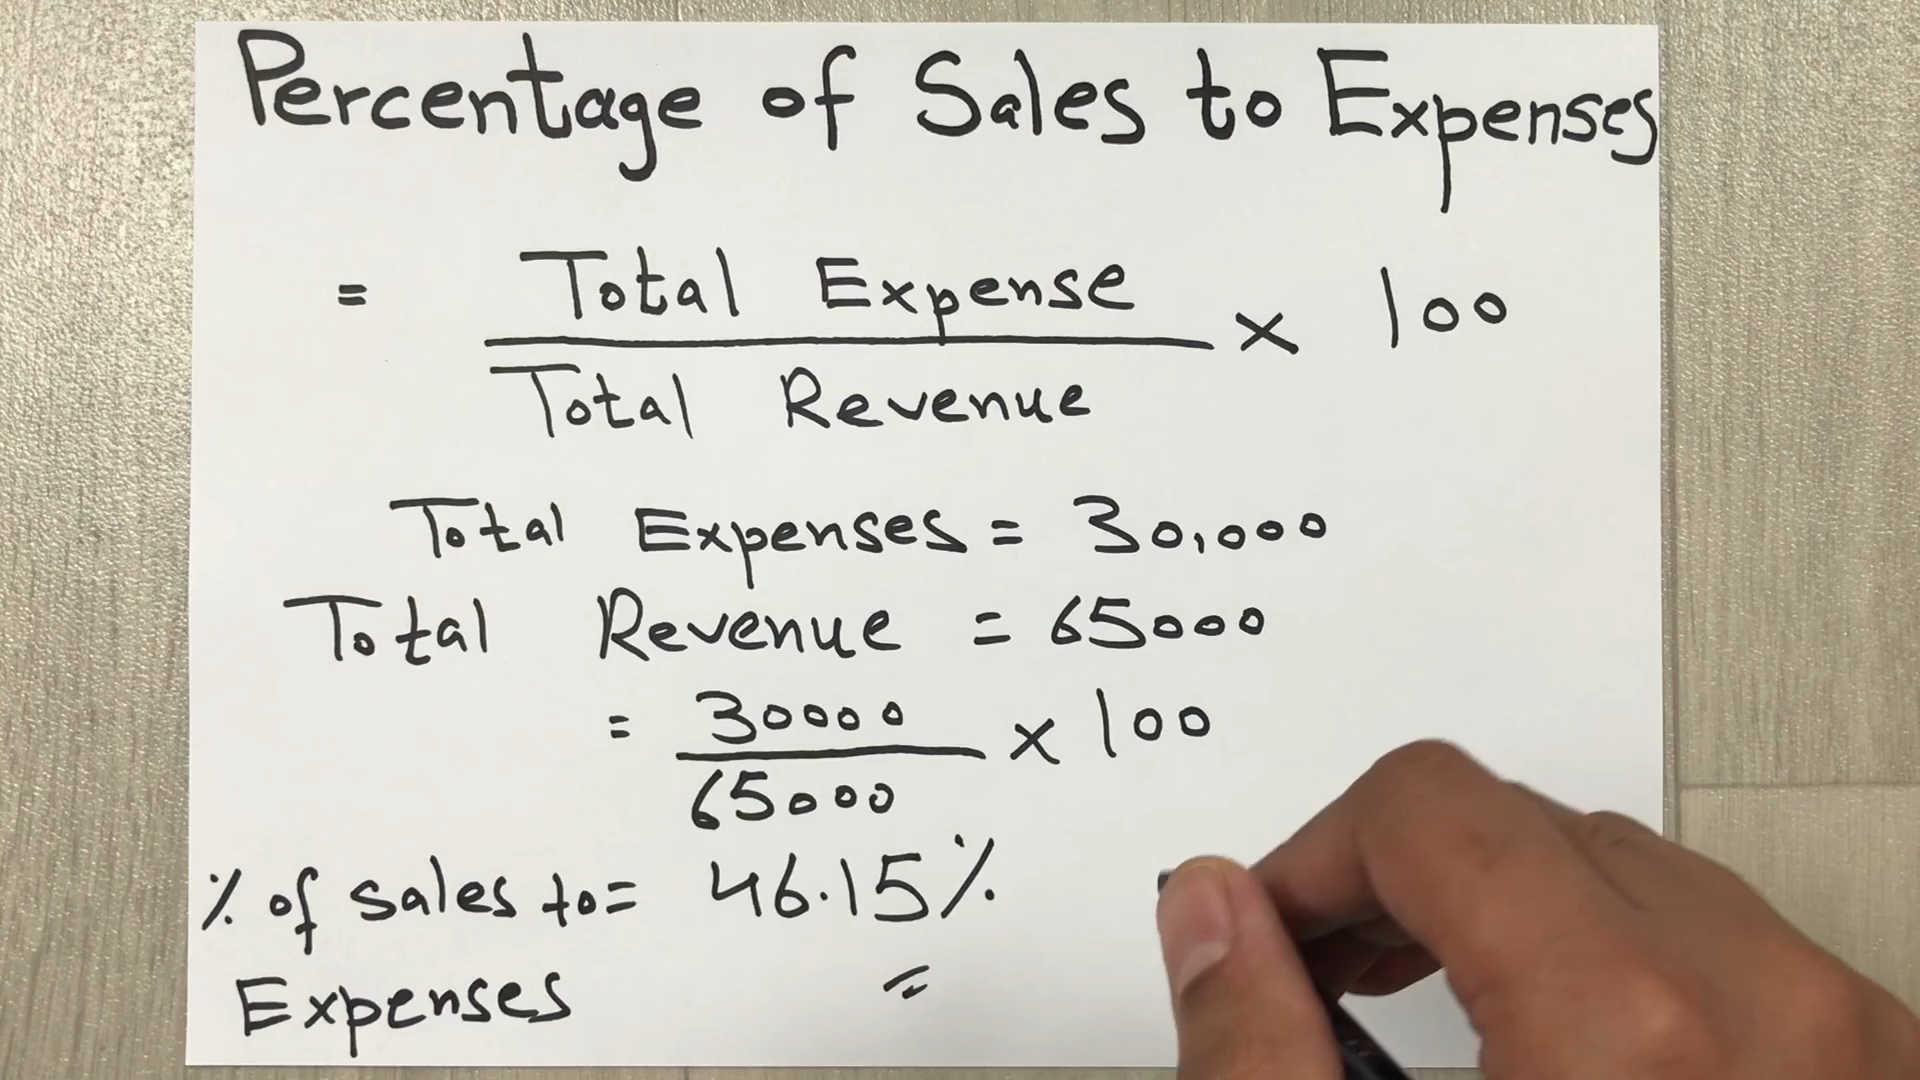 Percentage of Sales to Expenses
= Total Expense / Total Revenue × 100
Total Expenses = 30,000
Total Revenue = 65000
= 30000 / 65000 × 100
% of sales to = 46.15%
Expenses